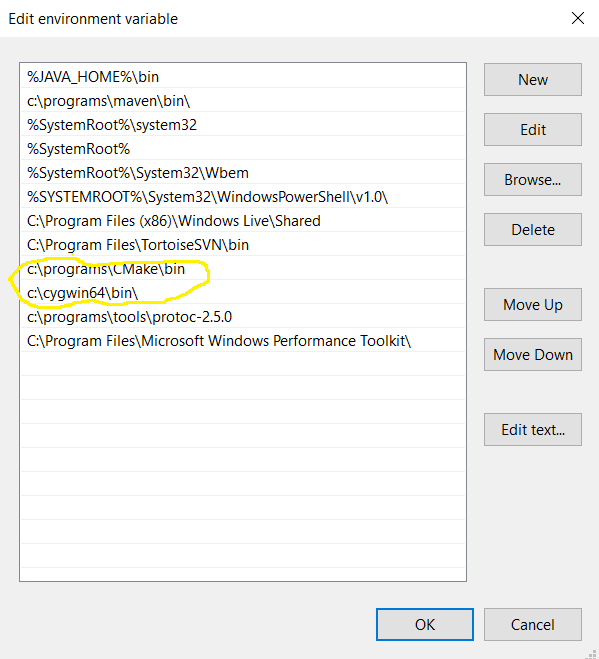 Edit environment variable
%JAVA_HOME%\bin
c:\programs\maven\bin\
%SystemRoot%\system32
%SystemRoot%
%SystemRoot%\System32\Wbem
%SYSTEMROOT%\System32\WindowsPowerShell\v1.0\
C:\Program Files (x86)\Windows Live\Shared
C:\Program Files\TortoiseSVN\bin
c:\programs\CMake\bin
c:\cygwin64\bin\
c:\programs\tools\protoc-2.5.0
C:\Program Files\Microsoft Windows Performance Toolkit\
New
Edit
Browse...
Delete
Move Up
Move Down
Edit text...
OK
Cancel